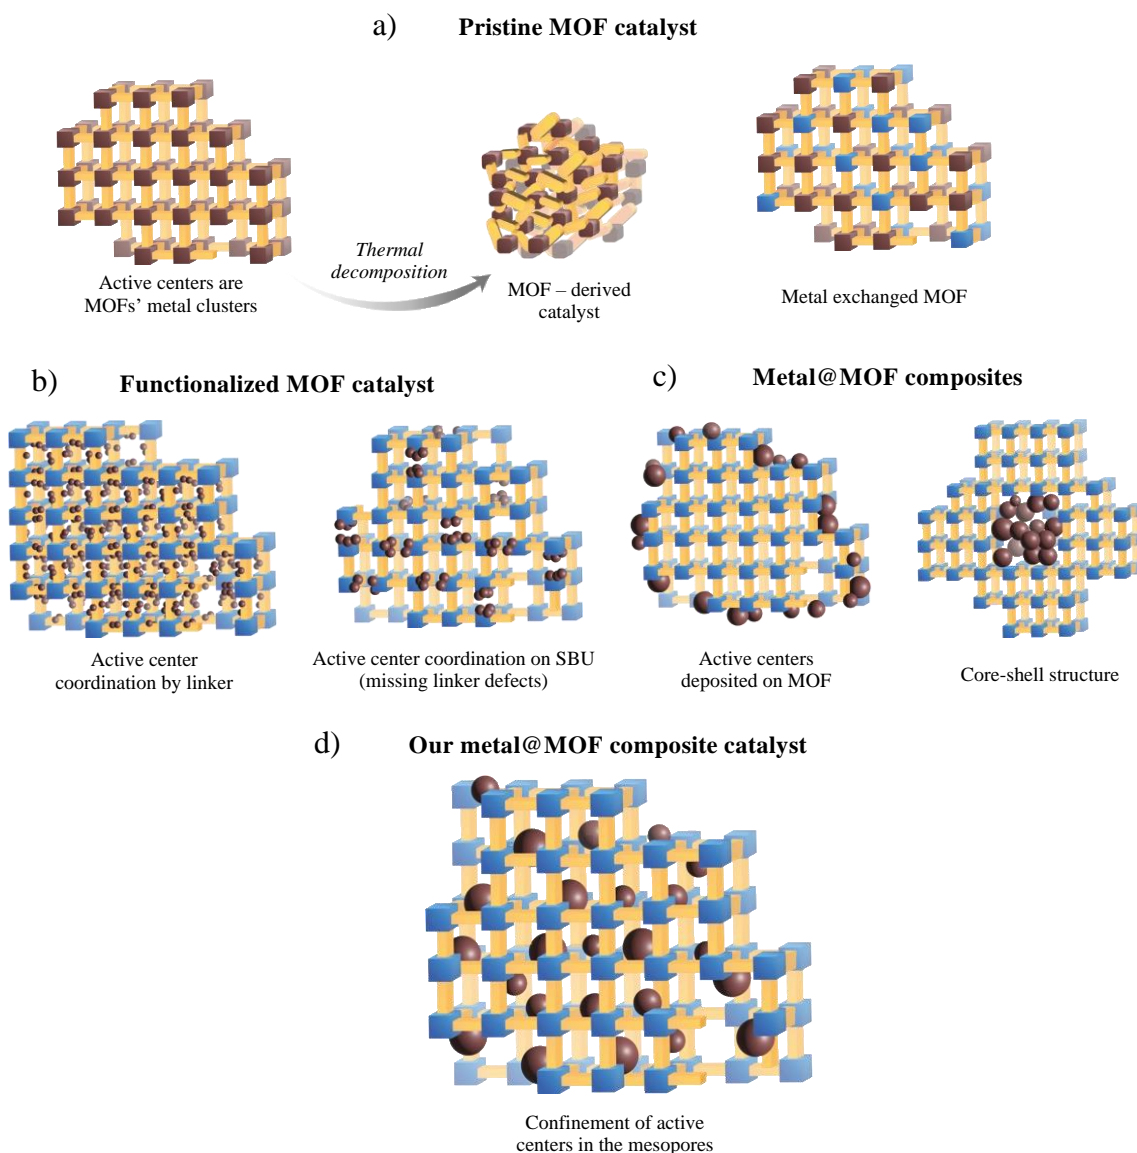 a) Pristine MOF catalyst
Active centers are
MOFs’ metal clusters
Thermal
decomposition
MOF – derived
catalyst
Metal exchanged MOF
b) Functionalized MOF catalyst
Active center
coordination by linker
Active center coordination on SBU
(missing linker defects)
c) Metal@MOF composites
Active centers
deposited on MOF
Core-shell structure
d) Our metal@MOF composite catalyst
Confinement of active
centers in the mesopores